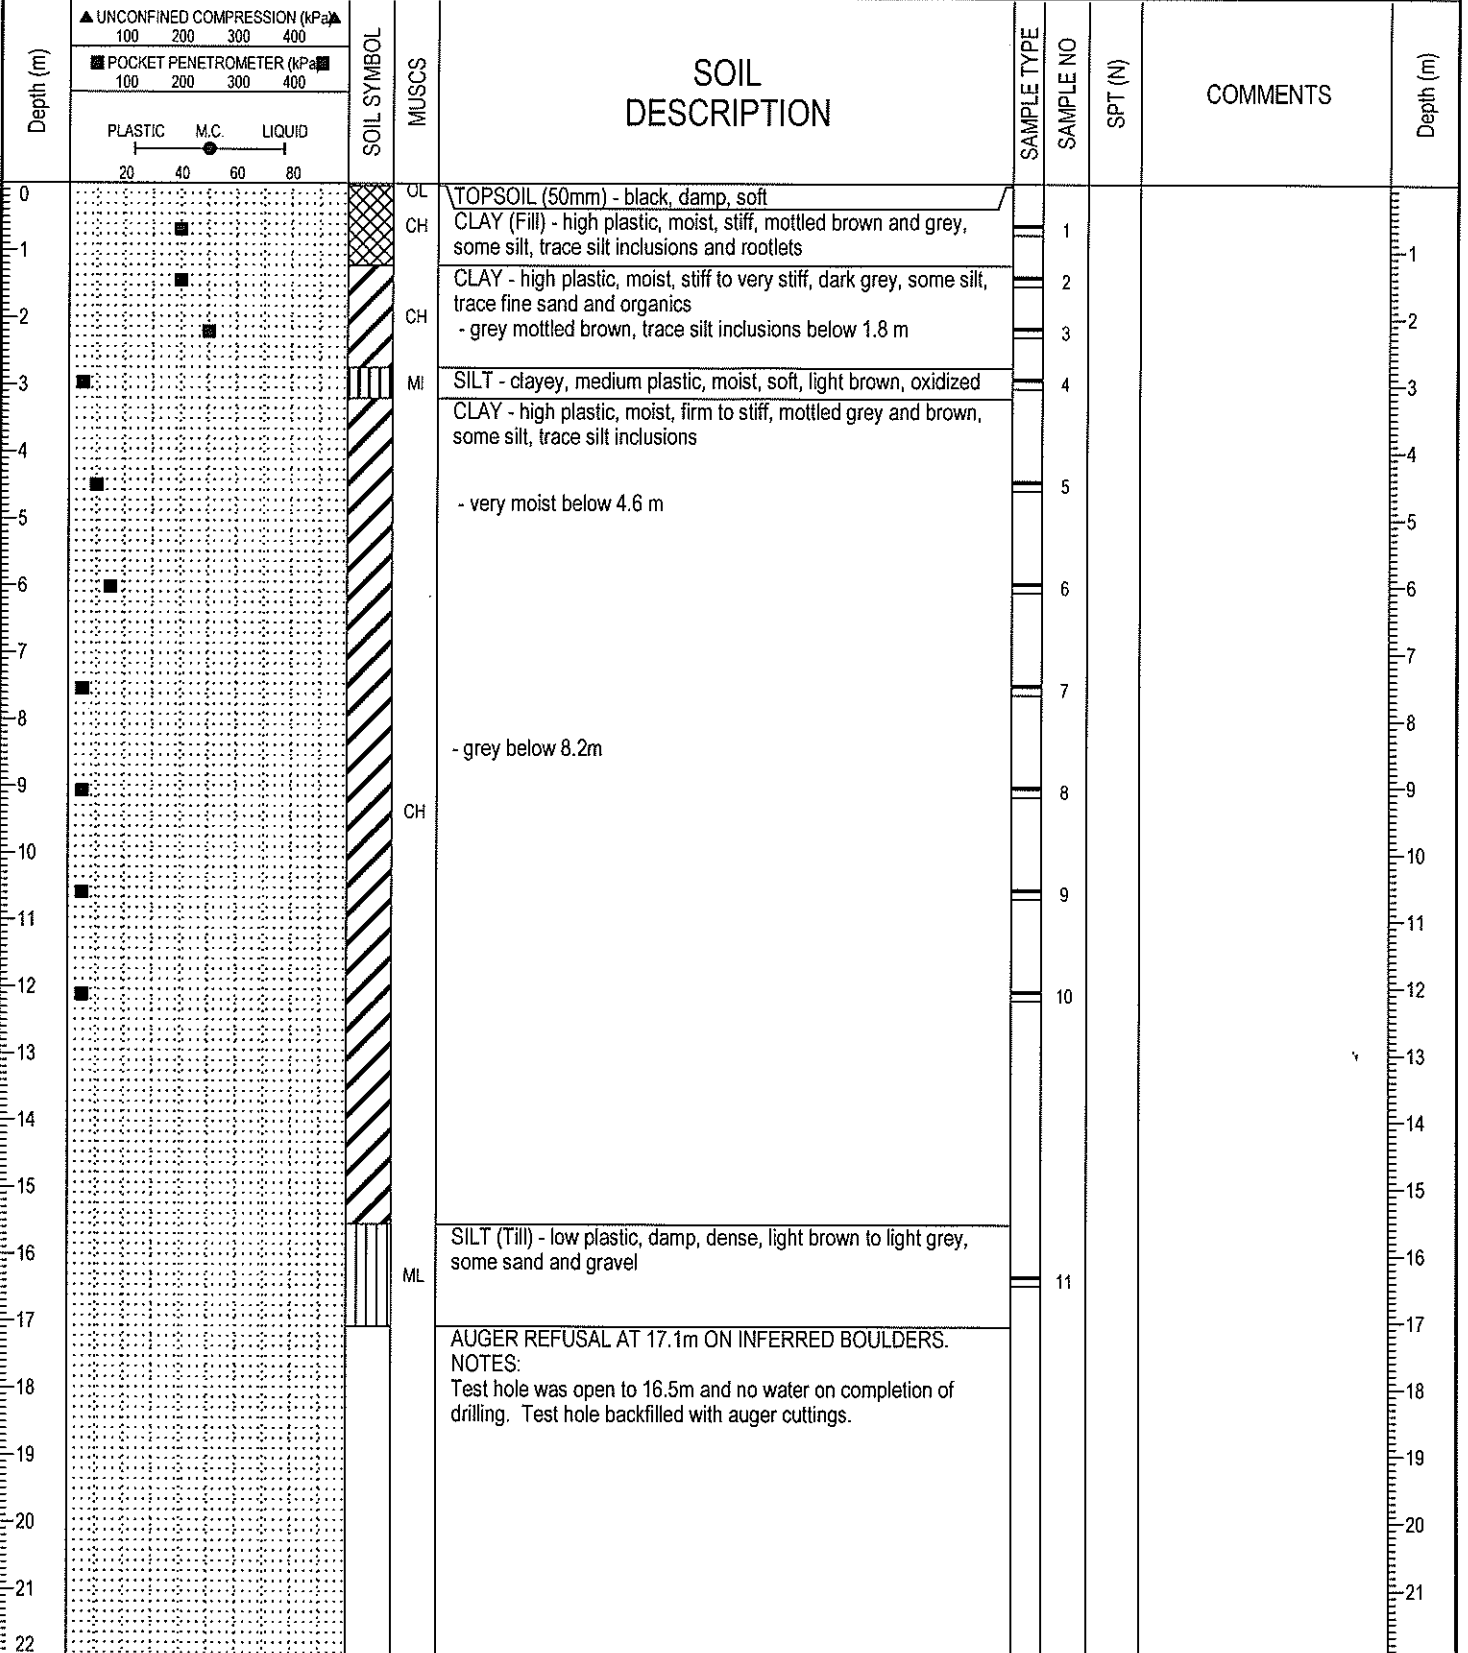 Depth (m)
▲ UNCONFINED COMPRESSION (kPa) ▲
100 200 300 400
■ POCKET PENETROMETER (kPa) ■
100 200 300 400
PLASTIC M.C. LIQUID
20 40 60 80
SOIL SYMBOL
MUSCS
SOIL
DESCRIPTION
SAMPLE TYPE
SAMPLE NO
SPT (N)
COMMENTS
Depth (m)
0
OL
TOPSOIL (50mm) - black, damp, soft
CH
CLAY (Fill) - high plastic, moist, stiff, mottled brown and grey,
some silt, trace silt inclusions and rootlets
1
1
1
CLAY - high plastic, moist, stiff to very stiff, dark grey, some silt,
trace fine sand and organics
2
CH
- grey mottled brown, trace silt inclusions below 1.8 m
3
2
2
MI
SILT - clayey, medium plastic, moist, soft, light brown, oxidized
4
3
3
CLAY - high plastic, moist, firm to stiff, mottled grey and brown,
some silt, trace silt inclusions
4
4
5
- very moist below 4.6 m
5
5
6
6
6
7
7
7
8
8
- grey below 8.2m
9
8
9
CH
10
10
9
11
11
12
10
12
13
13
14
14
15
15
SILT (Till) - low plastic, damp, dense, light brown to light grey,
some sand and gravel
16
16
ML
11
17
17
AUGER REFUSAL AT 17.1m ON INFERRED BOULDERS.
NOTES:
Test hole was open to 16.5m and no water on completion of
drilling. Test hole backfilled with auger cuttings.
18
18
19
19
20
20
21
21
22